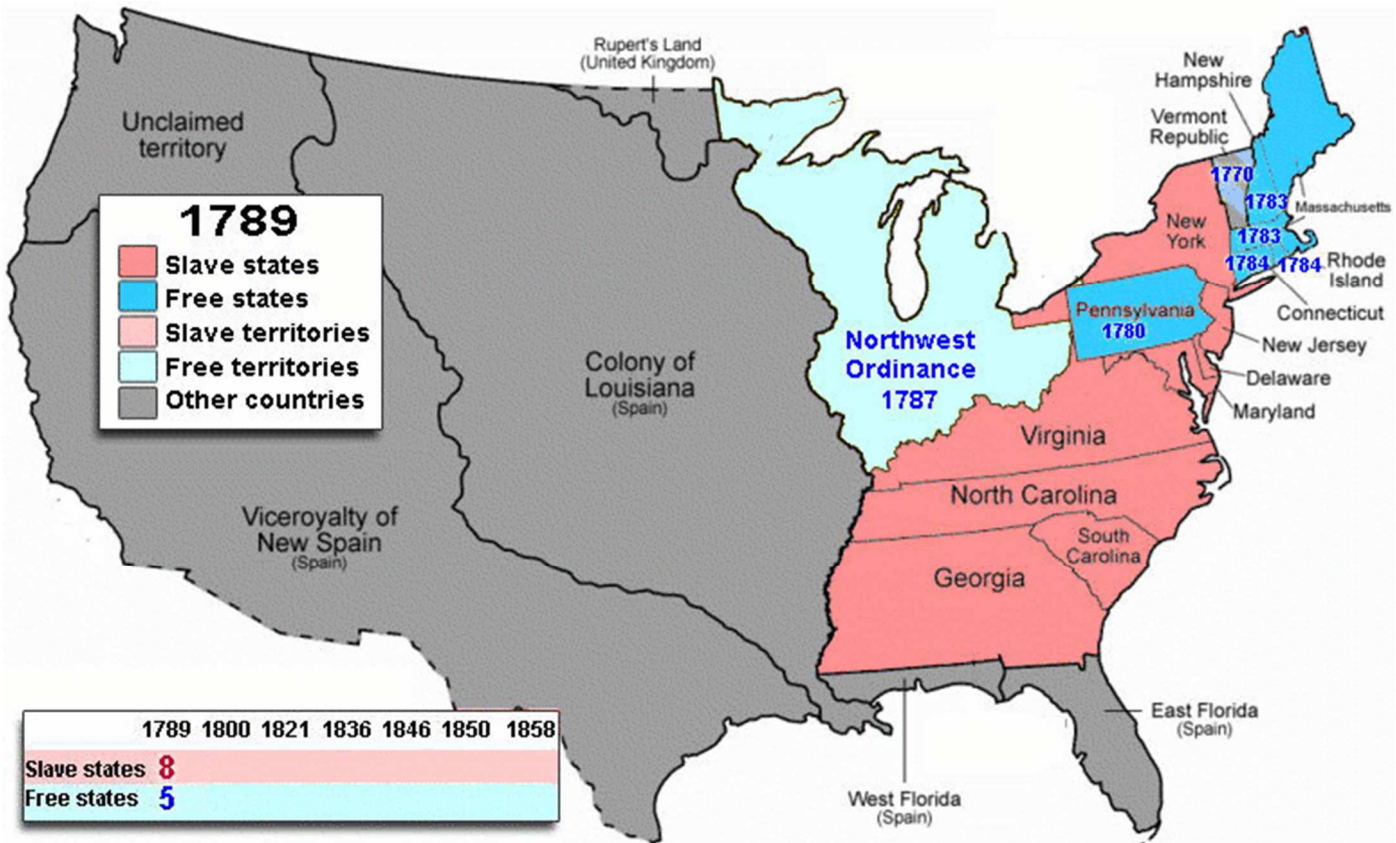 Rupert's Land
(United Kingdom)
New
Hampshire
Vermont
Republic
Unclaimed
territory
1770
1783
Massachusetts
1789
Slave states
Free states
Slave territories
Free territories
Other countries
New
York
1783
1784
1784
Rhode
Island
Connecticut
Pennsylvania
1780
New Jersey
Delaware
Maryland
Northwest
Ordinance
1787
Colony of
Louisiana
(Spain)
Virginia
North Carolina
South
Carolina
Georgia
Viceroyalty of
New Spain
(Spain)
East Florida
(Spain)
West Florida
(Spain)
1789 1800 1821 1836 1846 1850 1858
Slave states 8
Free states 5